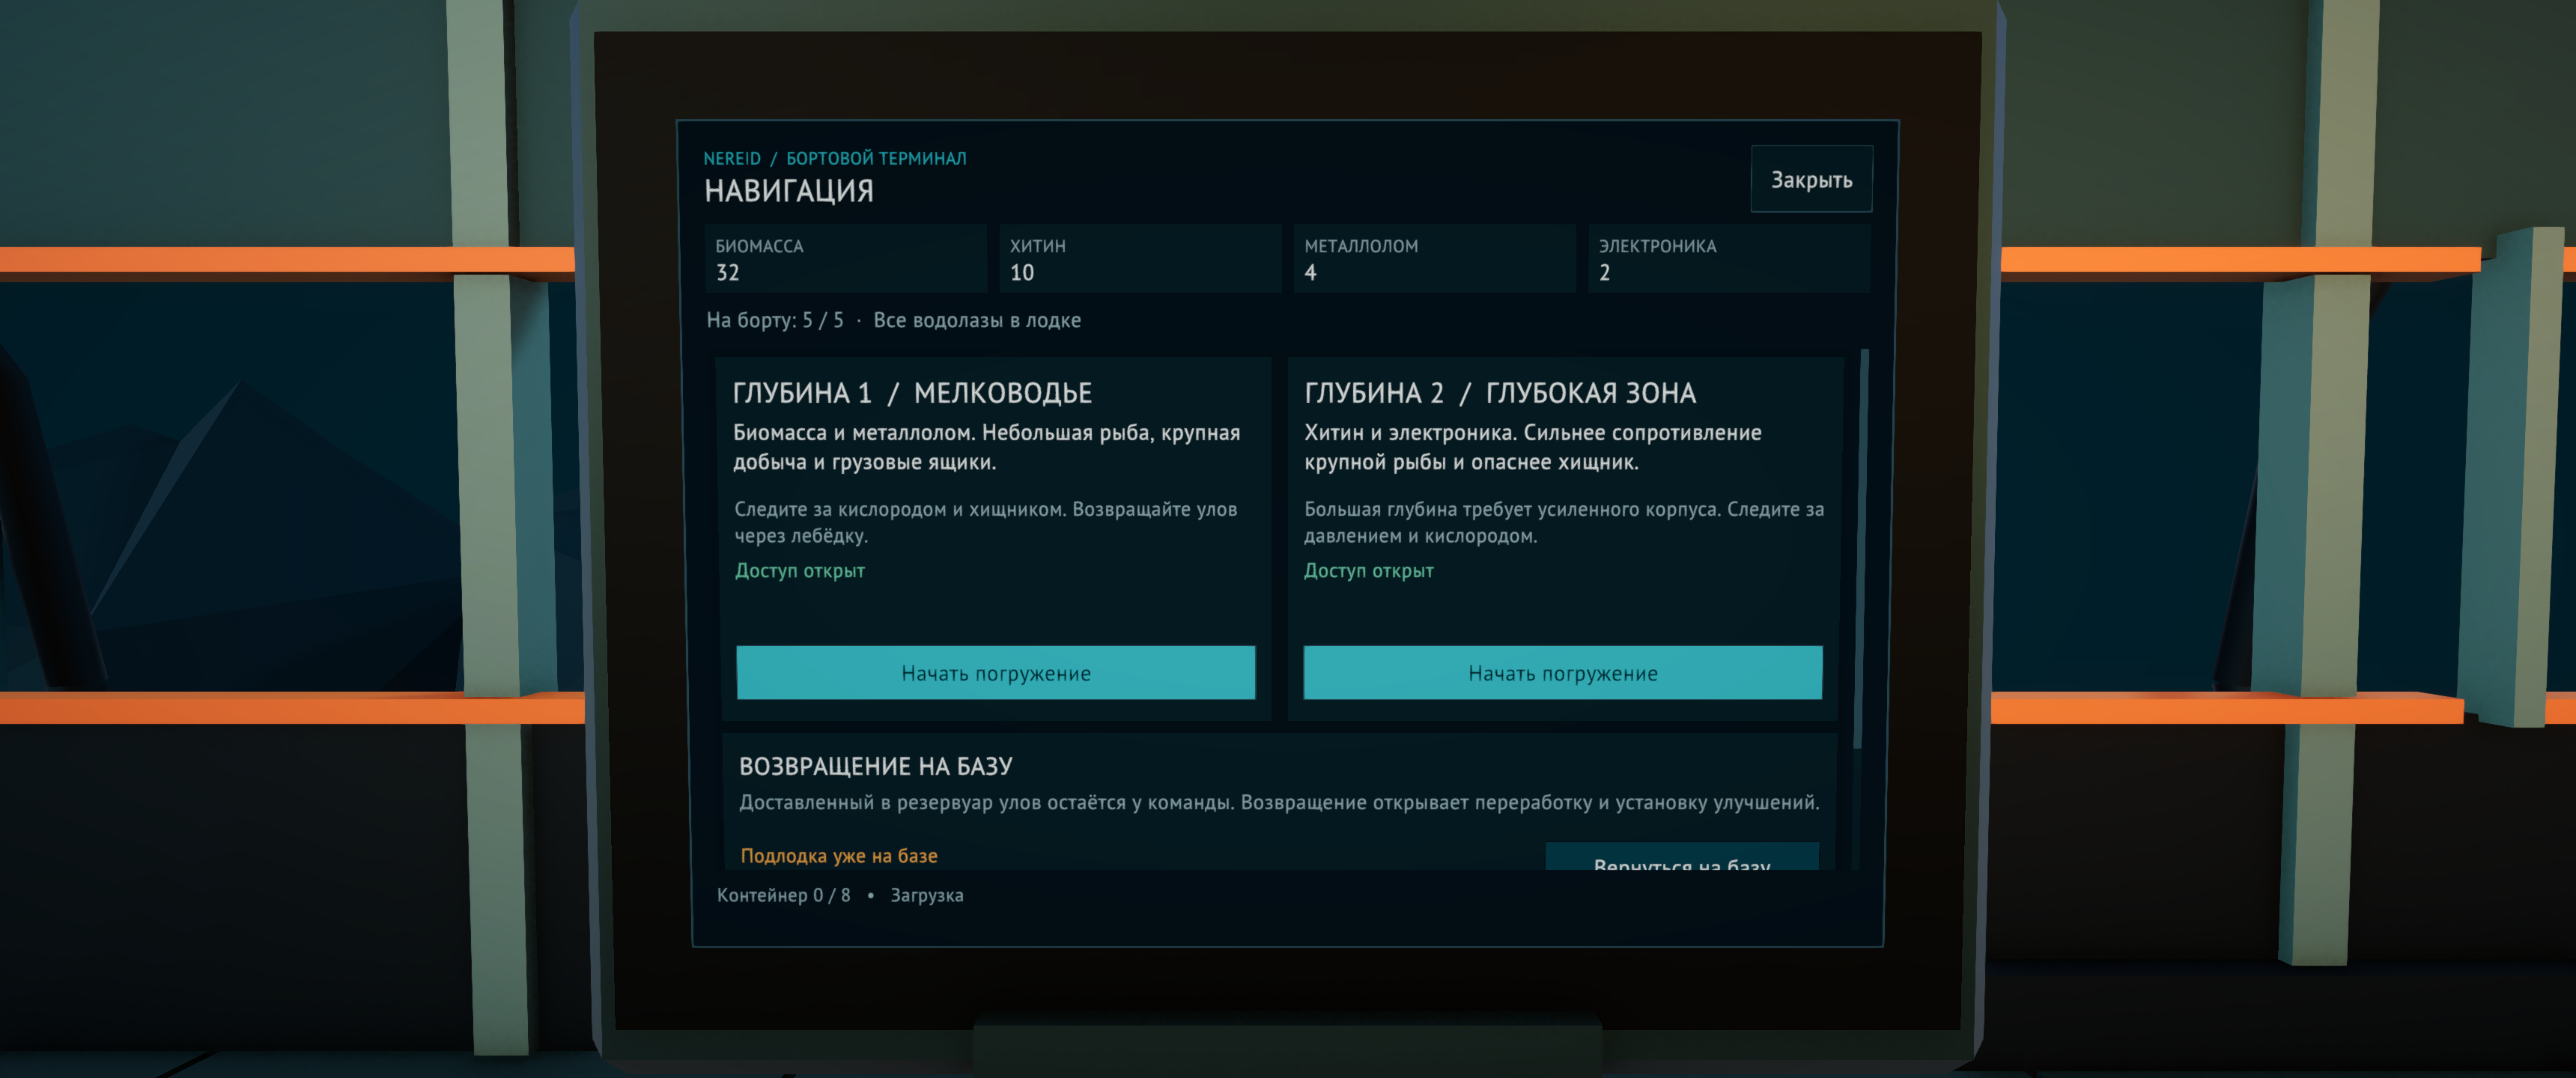 NEREID / БОРТОВОЙ ТЕРМИНАЛ
НАВИГАЦИЯ
Закрыть
БИОМАССА
32
ХИТИН
10
МЕТАЛЛОЛОМ
4
ЭЛЕКТРОНИКА
2
На борту: 5 / 5 · Все водолазы в лодке
ГЛУБИНА 1 / МЕЛКОВОДЬЕ
Биомасса и металлолом. Небольшая рыба, крупная
добыча и грузовые ящики.
Следите за кислородом и хищником. Возвращайте улов
через лебёдку.
Доступ открыт
Начать погружение
ГЛУБИНА 2 / ГЛУБОКАЯ ЗОНА
Хитин и электроника. Сильнее сопротивление
крупной рыбы и опаснее хищник.
Большая глубина требует усиленного корпуса. Следите за
давлением и кислородом.
Доступ открыт
Начать погружение
ВОЗВРАЩЕНИЕ НА БАЗУ
Доставленный в резервуар улов остаётся у команды. Возвращение открывает переработку и установку улучшений.
Подлодка уже на базе
Вернуться на базу
Контейнер 0 / 8 • Загрузка